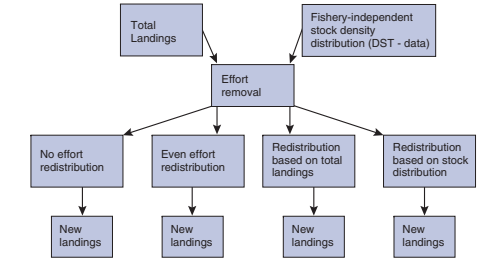 Total
Landings
Fishery-independent
stock density
distribution (DST - data)
Effort
removal
No effort
redistribution
Even effort
redistribution
Redistribution
based on total
landings
Redistribution
based on stock
distribution
New
landings
New
landings
New
landings
New
landings